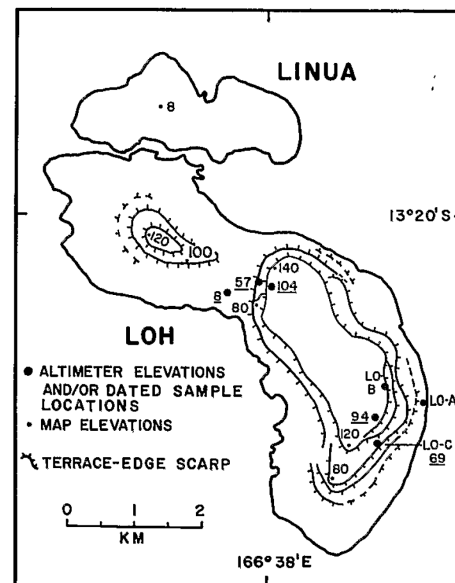 LINUA
8
13°20'S
120
100
140
57
104
8
80
LOH
LO-
B
LO-A
94
120
LO-C
69
80
ALTIMETER ELEVATIONS
AND/OR DATED SAMPLE
LOCATIONS
MAP ELEVATIONS
TERRACE-EDGE SCARP
0 1 2
KM
166°38'E